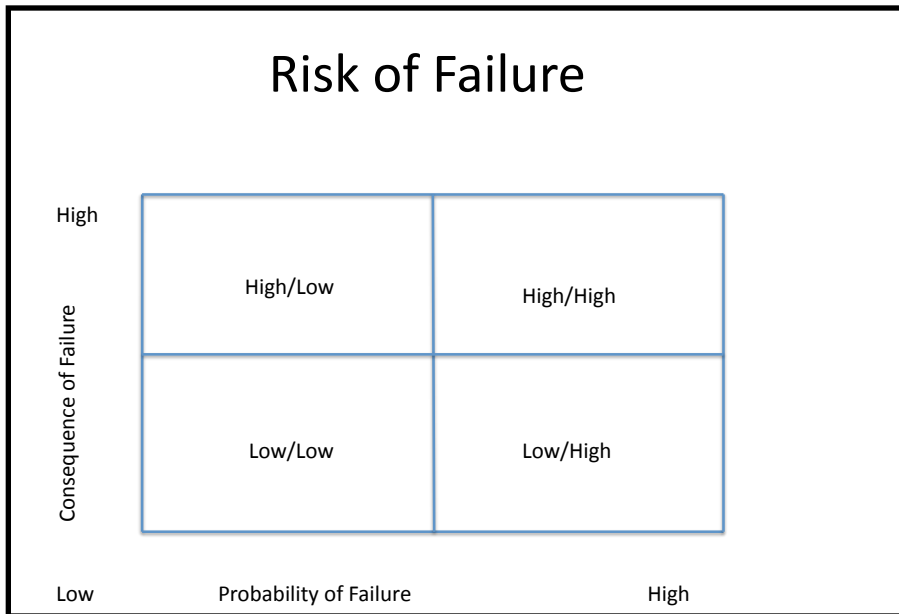 Risk of Failure
High
High/Low
High/High
Consequence of Failure
Low/Low
Low/High
Low
Probability of Failure
High